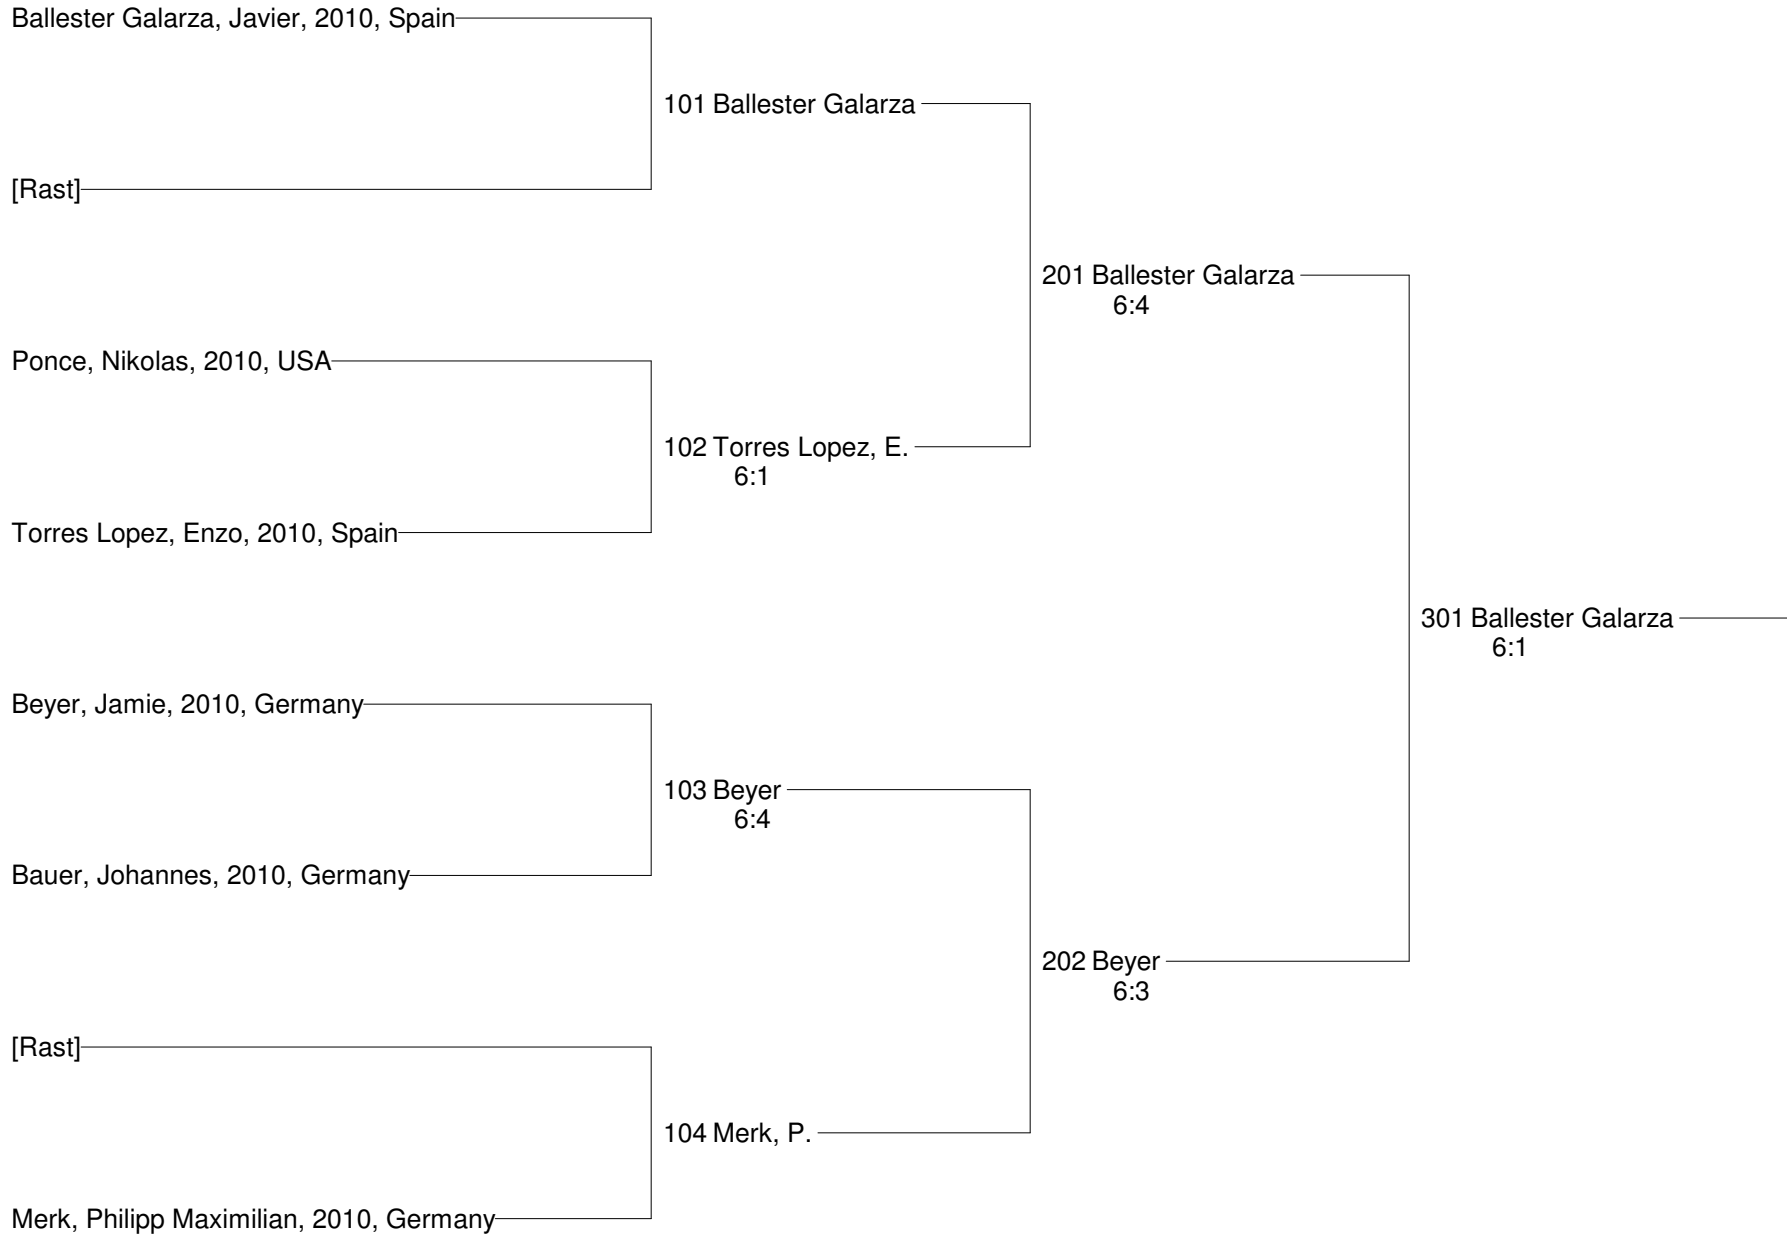 Ballester Galarza, Javier, 2010, Spain
101 Ballester Galarza
[Rast]
201 Ballester Galarza
6:4
Ponce, Nikolas, 2010, USA
102 Torres Lopez, E.
6:1
Torres Lopez, Enzo, 2010, Spain
301 Ballester Galarza
6:1
Beyer, Jamie, 2010, Germany
103 Beyer
6:4
Bauer, Johannes, 2010, Germany
202 Beyer
6:3
[Rast]
104 Merk, P.
Merk, Philipp Maximilian, 2010, Germany